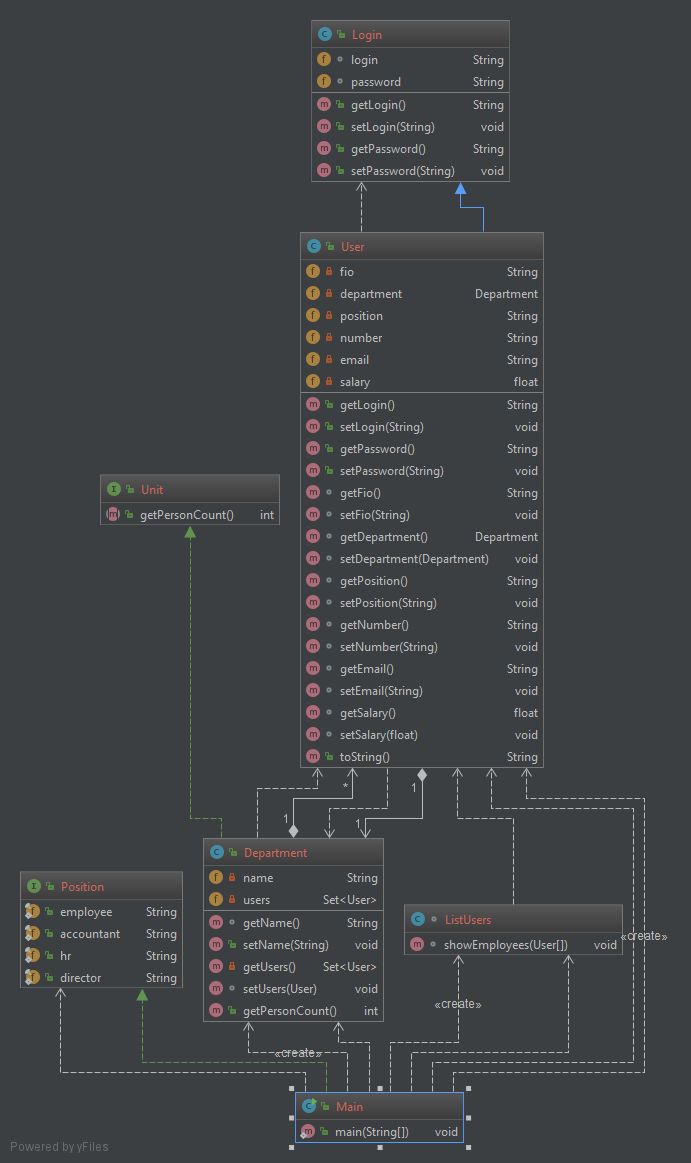 Login
login String
password String
getLogin() String
setLogin(String) void
getPassword() String
setPassword(String) void
User
fio String
department Department
position String
number String
email String
salary float
getLogin() String
setLogin(String) void
getPassword() String
setPassword(String) void
getFio() String
setFio(String) void
getDepartment() Department
setDepartment(Department) void
getPosition() String
setPosition(String) void
getNumber() String
setNumber(String) void
getEmail() String
setEmail(String) void
getSalary() float
setSalary(float) void
toString() String
Unit
getPersonCount() int
*
1
1
1
Department
name String
users Set<User>
getName() String
setName(String) void
getUsers() Set<User>
setUsers(User) void
getPersonCount() int
Position
employee String
accountant String
hr String
director String
ListUsers
showEmployees(User[]) void
«create»
«create»
«create»
Main
main(String[]) void
Powered by yFiles